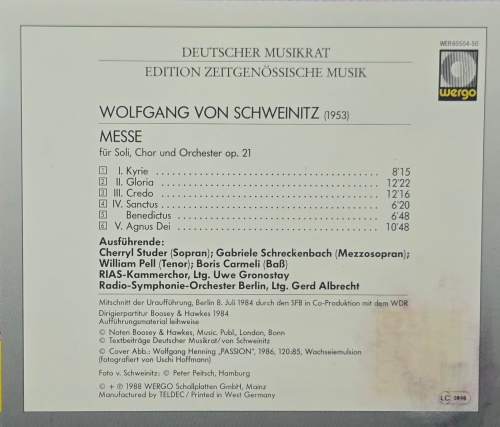 DEUTSCHER MUSIKRAT
EDITION ZEITGENÖSSISCHE MUSIK
WER 60504-50
wergo
WOLFGANG VON SCHWEINITZ (1953)
MESSE
für Soli, Chor und Orchester op. 21
1 I. Kyrie 8'15
2 II. Gloria 12'22
3 III. Credo 12'16
4 IV. Sanctus 6'20
5 Benedictus 6'48
6 V. Agnus Dei 10'48
Ausführende:
Cherryl Studer (Sopran); Gabriele Schreckenbach (Mezzosopran);
William Pell (Tenor); Boris Carmeli (Baß)
RIAS-Kammerchor, Ltg. Uwe Gronostay
Radio-Symphonie-Orchester Berlin, Ltg. Gerd Albrecht
Mitschnitt der Uraufführung, Berlin 8. Juli 1984 durch den SFB in Co-Produktion mit dem WDR
Dirigierpartitur Boosey & Hawkes 1984
Aufführungsmaterial leihweise
© Noten Boosey & Hawkes, Music. Publ., London, Bonn
© Textbeiträge Deutscher Musikrat/von Schweinitz
© Cover Abb.: Wolfgang Henning „PASSION", 1986, 120:85, Wachseiemulsion
(fotografiert von Uschi Hoffmann)
Foto v. Schweinitz: © Peter Peitsch, Hamburg
© + ℗ 1988 WERGO Schallplatten GmbH, Mainz
Manufactured by TELDEC / Printed in West Germany
LC 0846